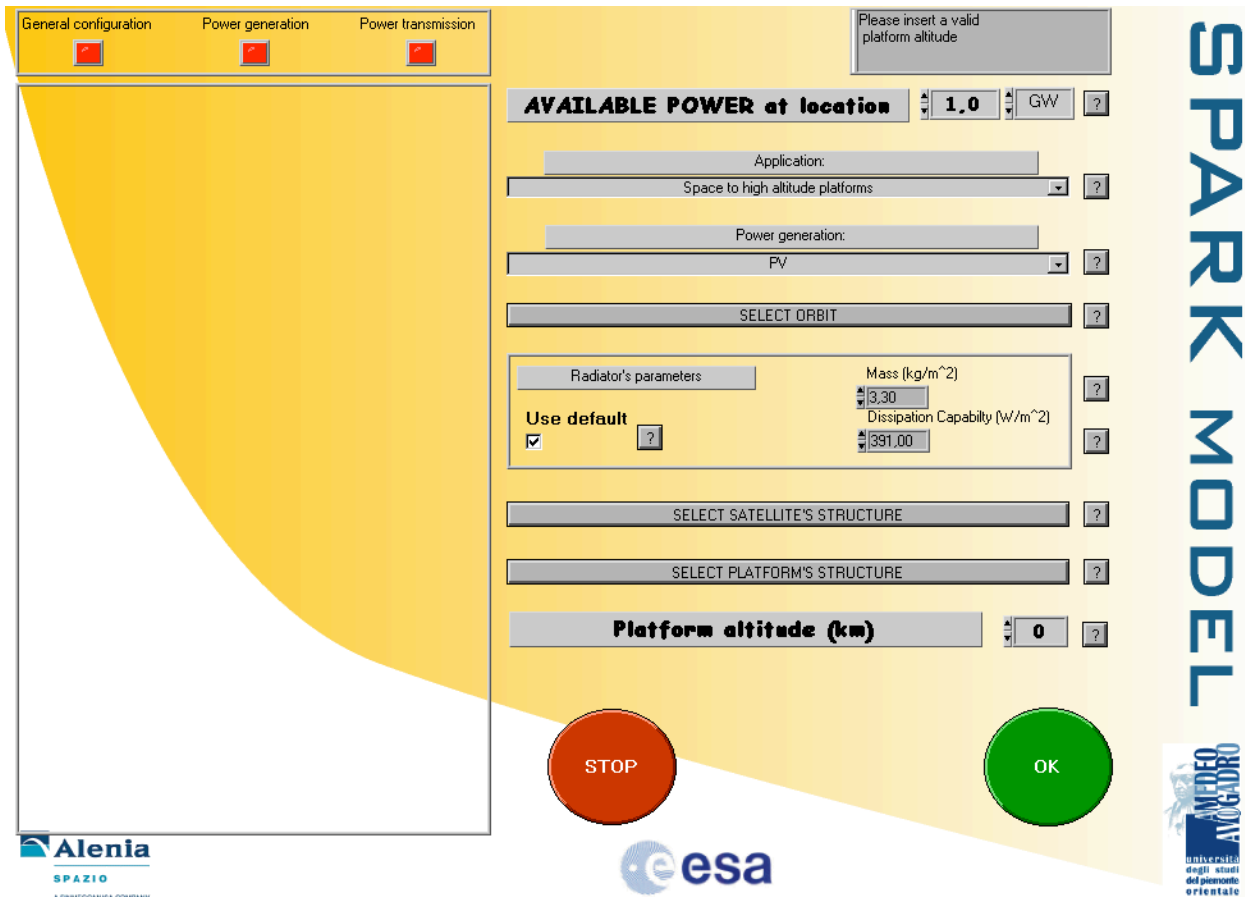 General configuration
Power generation
Power transmission
Please insert a valid
platform altitude
AVAILABLE POWER at location
1,0
GW
?
Application:
Space to high altitude platforms
?
Power generation:
PV
?
SELECT ORBIT
?
Radiator's parameters
Mass (kg/m^2)
3,30
?
Use default
?
Dissipation Capabilty (W/m^2)
391,00
?
SELECT SATELLITE'S STRUCTURE
?
SELECT PLATFORM'S STRUCTURE
?
Platform altitude (km)
0
?
STOP
OK
SPARK MODEL
Alenia
SPAZIO
esa
AMEDEO
AVOGADRO
università
degli studi
del piemonte
orientale